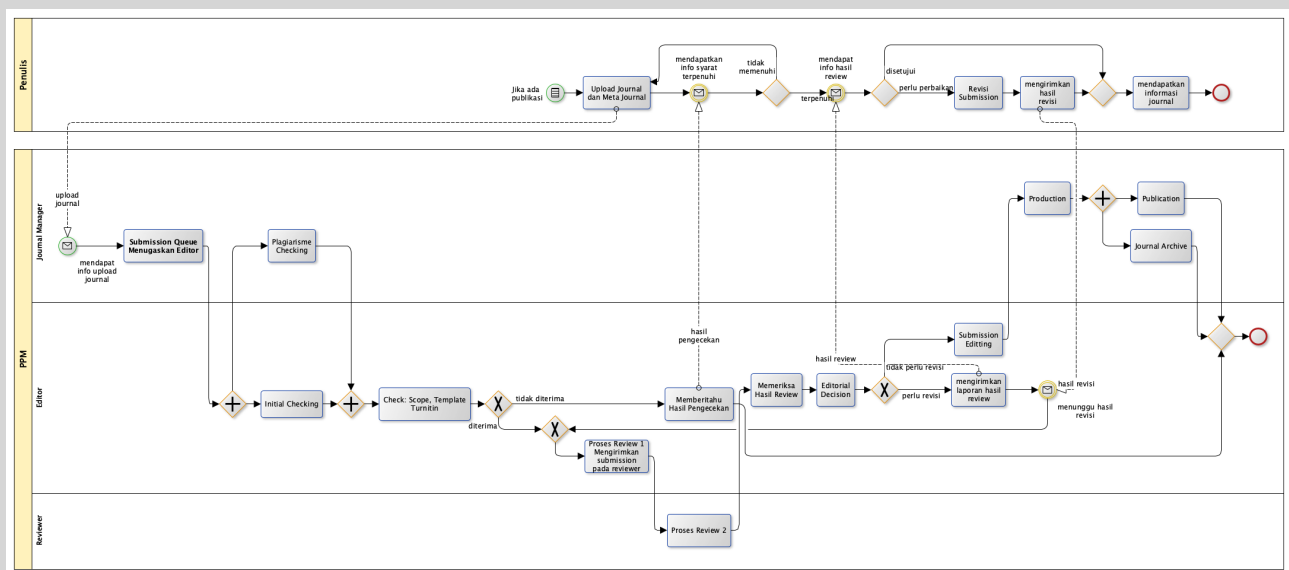 Penulis
Jika ada
publikasi
Upload Journal
dan Meta Journal
mendapatkan
info syarat
terpenuhi
tidak
memenuhi
terpenuhi
mendapat
info hasil
review
disetujui
perlu perbaikan
Revisi
Submission
mengirimkan
hasil
revisi
mendapatkan
informasi
journal
PPM
Journal Manager
upload
journal
mendapat
info upload
journal
Submission Queue
Menugaskan Editor
Plagiarisme
Checking
Production
Publication
Journal Archive
Editor
Initial Checking
Check: Scope, Template
Turnitin
tidak diterima
diterima
Proses Review 1
Mengirimkan
submission
pada reviewer
hasil
pengecekan
Memberitahu
Hasil Pengecekan
Memeriksa
Hasil Review
Editorial
Decision
hasil review
tidak perlu revisi
perlu revisi
Submission
Editting
mengirimkan
laporan hasil
review
hasil revisi
menunggu hasil
revisi
Reviewer
Proses Review 2